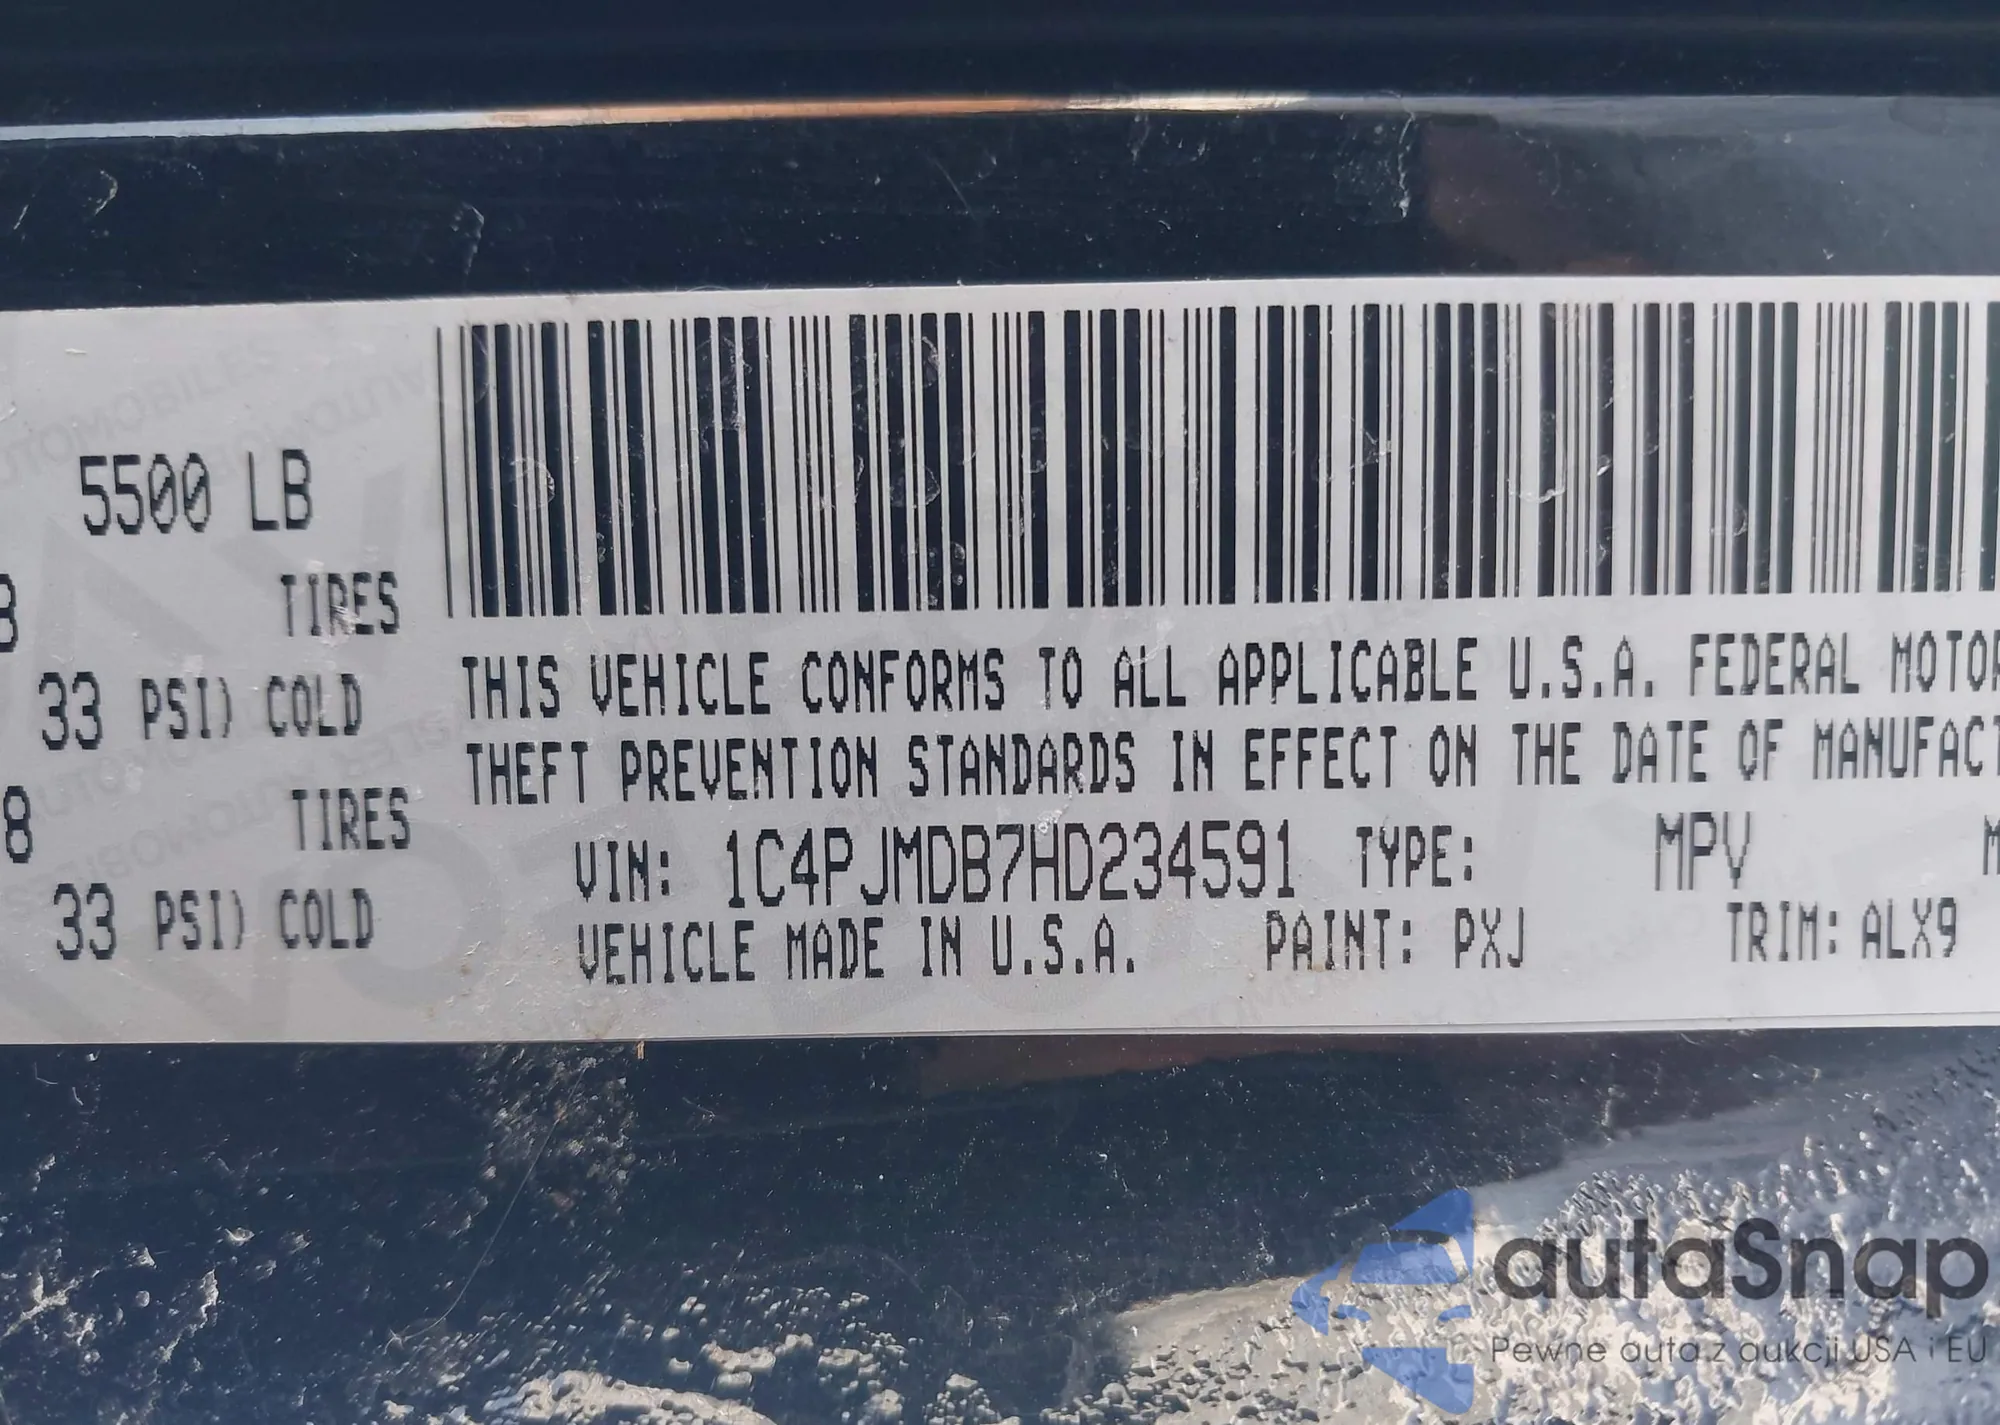 5500 LB
TIRES
33 PSI) COLD
8 TIRES
33 PSI) COLD
THIS VEHICLE CONFORMS TO ALL APPLICABLE U.S.A. FEDERAL MOTOR
THEFT PREVENTION STANDARDS IN EFFECT ON THE DATE OF MANUFACT
VIN: 1C4PJMDB7HD234591 TYPE: MPV
VEHICLE MADE IN U.S.A. PAINT: PXJ TRIM: ALX9
autaSnap
Pewne auta z aukcji USA i EU